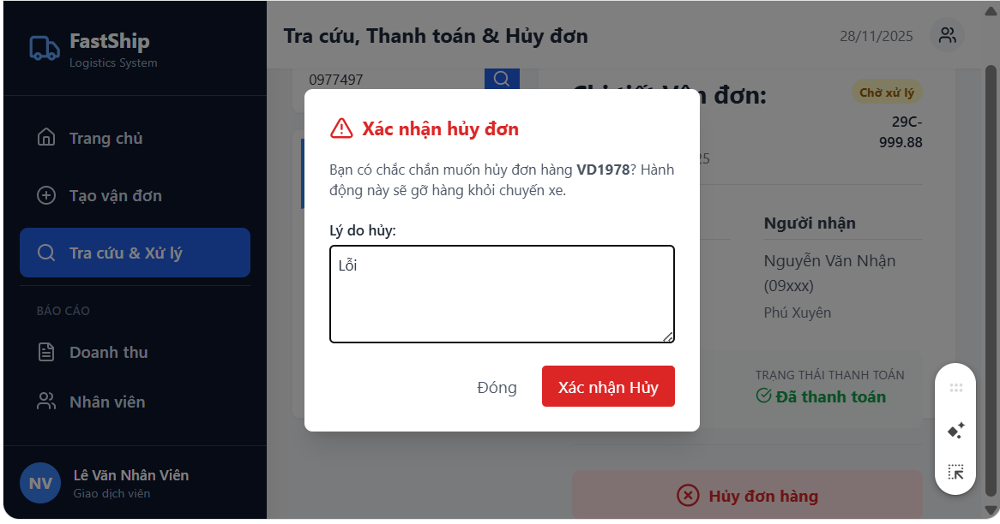 FastShip
Logistics System
Trang chủ
Tạo vận đơn
Tra cứu & Xử lý
BÁO CÁO
Doanh thu
Nhân viên
NV
Lê Văn Nhân Viên
Giao dịch viên
Tra cứu, Thanh toán & Hủy đơn
28/11/2025
0977497
Chi tiết Vận đơn:
Chờ xử lý
29C-
999.88
Xác nhận hủy đơn
Bạn có chắc chắn muốn hủy đơn hàng VD1978? Hành
động này sẽ gỡ hàng khỏi chuyến xe.
Lý do hủy:
Lỗi
Đóng
Xác nhận Hủy
Người nhận
Nguyễn Văn Nhận
(09xxx)
Phú Xuyên
TRẠNG THÁI THANH TOÁN
Đã thanh toán
Hủy đơn hàng